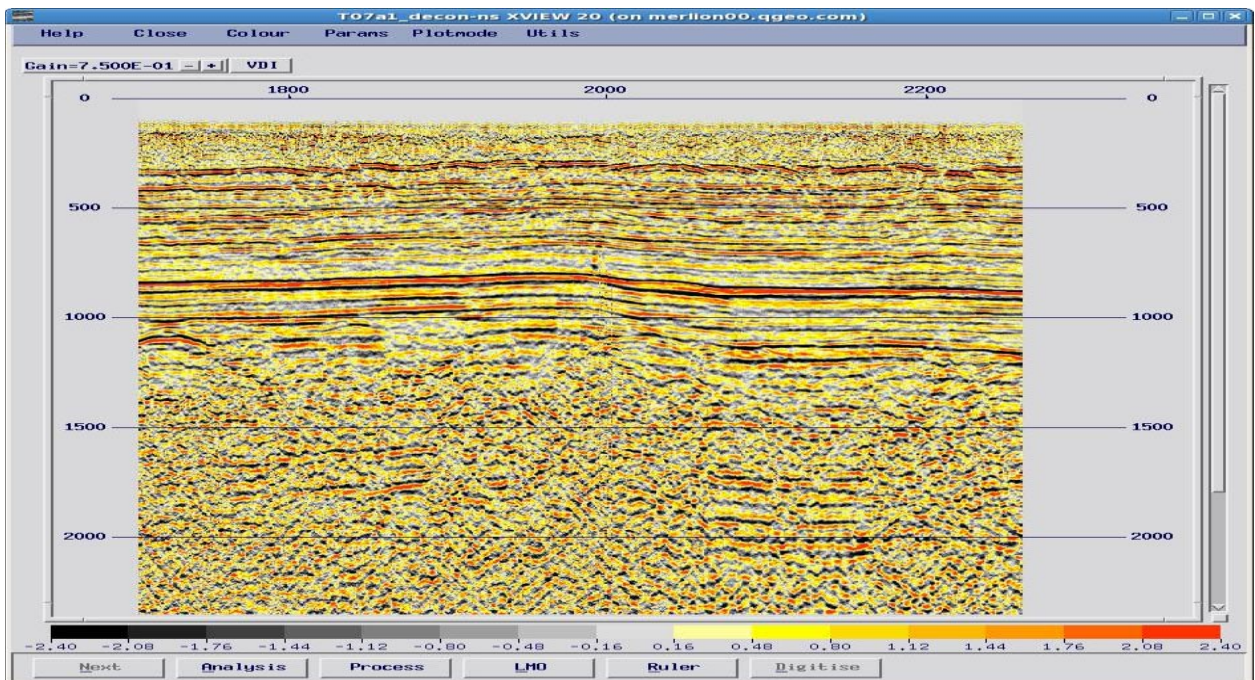 T07a1_decon-ns XVIEW 20 (on merlion00.qgeo.com)
Help Close Colour Params Plotmode Utils
Gain=7.500E-01 - + VDI
1800 2000 2200
0 0
500 500
1000 1000
1500 1500
2000 2000
-2.40 -2.08 -1.76 -1.44 -1.12 -0.80 -0.48 -0.16 0.16 0.48 0.80 1.12 1.44 1.76 2.08 2.40
Next Analysis Process LMO Ruler Digitise